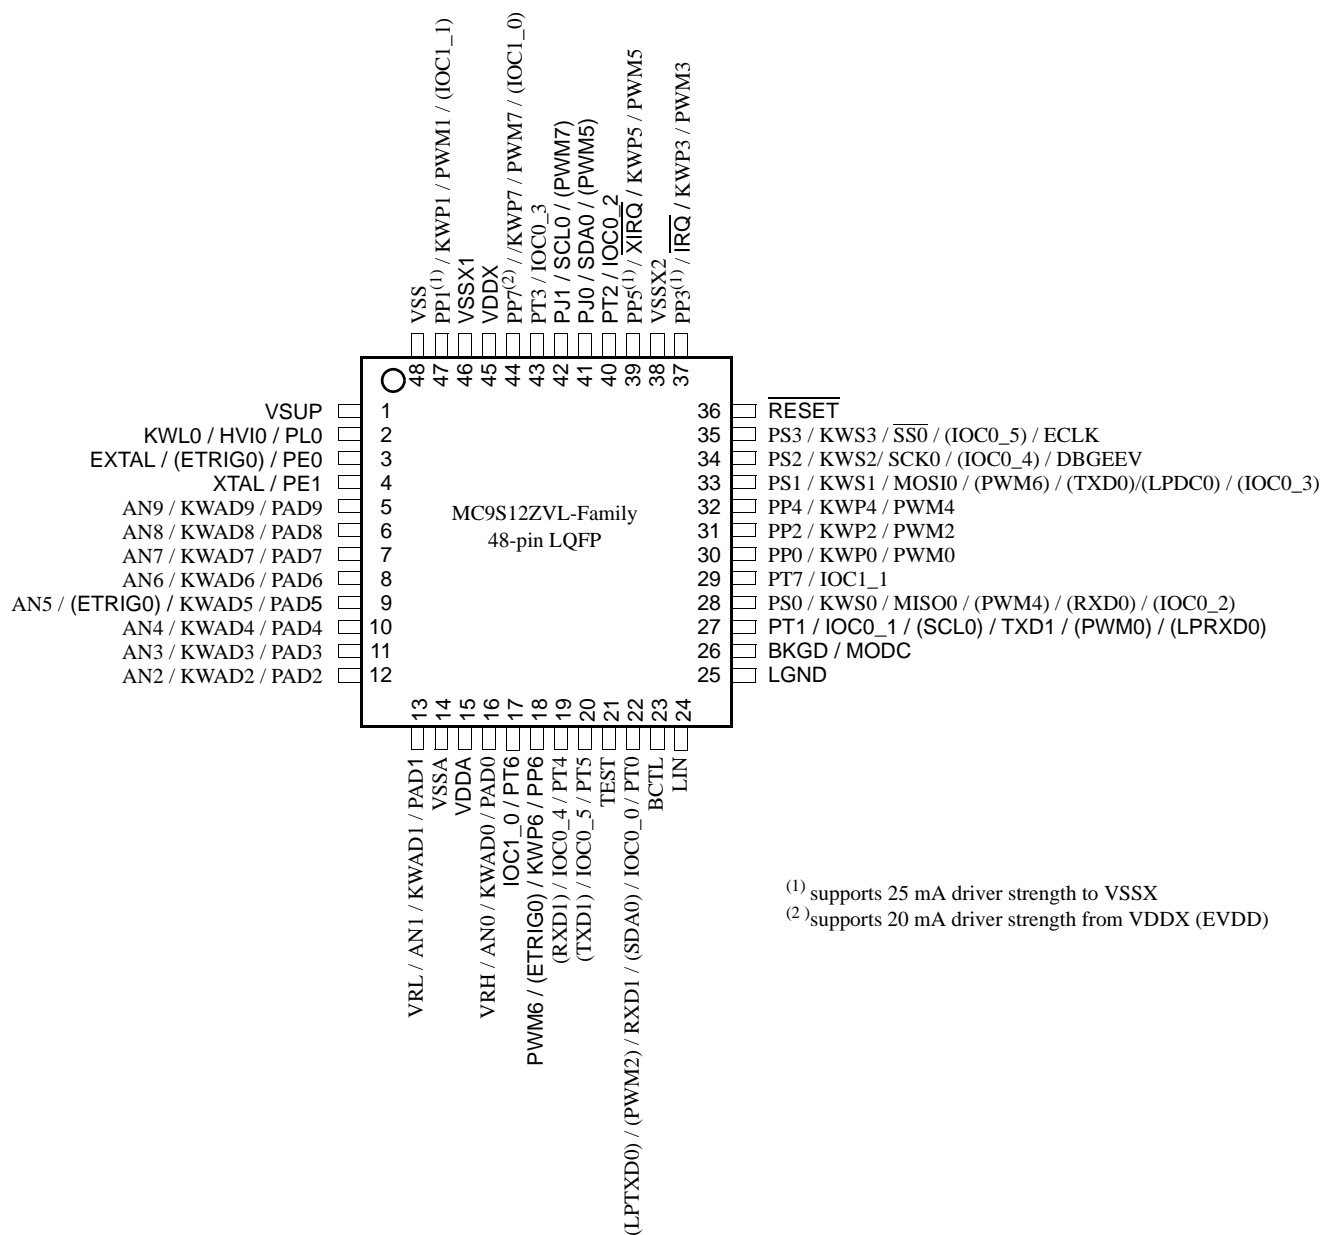 VSS
PP1(1) / KWP1 / PWM1 / (IOC1_1)
VSSX1
VDDX
PP7(2) / /KWP7 / PWM7 / (IOC1_0)
PT3 / IOC0_3
PJ1 / SCL0 / (PWM7)
PJ0 / SDA0 / (PWM5)
PT2 / IOC0_2
PP5(1) / XIRQ / KWP5 / PWM5
VSSX2
PP3(1) / IRQ / KWP3 / PWM3
48
47
46
45
44
43
42
41
40
39
38
37
VSUP 1
KWL0 / HVI0 / PL0 2
EXTAL / (ETRIG0) / PE0 3
XTAL / PE1 4
AN9 / KWAD9 / PAD9 5
AN8 / KWAD8 / PAD8 6
AN7 / KWAD7 / PAD7 7
AN6 / KWAD6 / PAD6 8
AN5 / (ETRIG0) / KWAD5 / PAD5 9
AN4 / KWAD4 / PAD4 10
AN3 / KWAD3 / PAD3 11
AN2 / KWAD2 / PAD2 12
MC9S12ZVL-Family
48-pin LQFP
36 RESET
35 PS3 / KWS3 / SS0 / (IOC0_5) / ECLK
34 PS2 / KWS2/ SCK0 / (IOC0_4) / DBGEEV
33 PS1 / KWS1 / MOSI0 / (PWM6) / (TXD0)/(LPDC0) / (IOC0_3)
32 PP4 / KWP4 / PWM4
31 PP2 / KWP2 / PWM2
30 PP0 / KWP0 / PWM0
29 PT7 / IOC1_1
28 PS0 / KWS0 / MISO0 / (PWM4) / (RXD0) / (IOC0_2)
27 PT1 / IOC0_1 / (SCL0) / TXD1 / (PWM0) / (LPRXD0)
26 BKGD / MODC
25 LGND
13
14
15
16
17
18
19
20
21
22
23
24
VRL / AN1 / KWAD1 / PAD1
VSSA
VDDA
VRH / AN0 / KWAD0 / PAD0
IOC1_0 / PT6
PWM6 / (ETRIG0) / KWP6 / PP6
(RXD1) / IOC0_4 / PT4
(TXD1) / IOC0_5 / PT5
TEST
(LPTXD0) / (PWM2) / RXD1 / (SDA0) / IOC0_0 / PT0
BCTL
LIN
(1) supports 25 mA driver strength to VSSX
(2 )supports 20 mA driver strength from VDDX (EVDD)